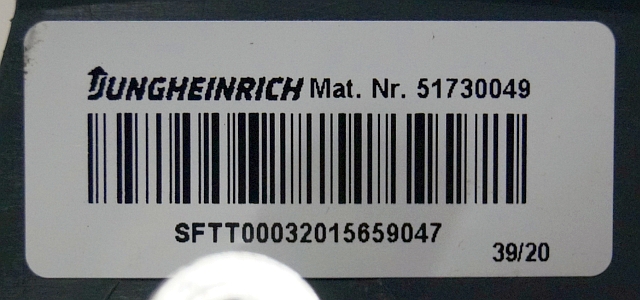 JUNGHEINRICH Mat. Nr. 51730049
SFTT00032015659047
39/20